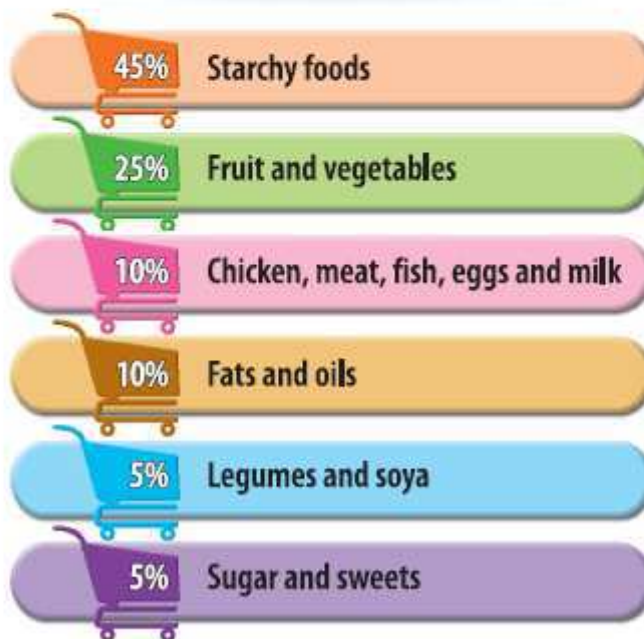 45% Starchy foods
25% Fruit and vegetables
10% Chicken, meat, fish, eggs and milk
10% Fats and oils
5% Legumes and soya
5% Sugar and sweets